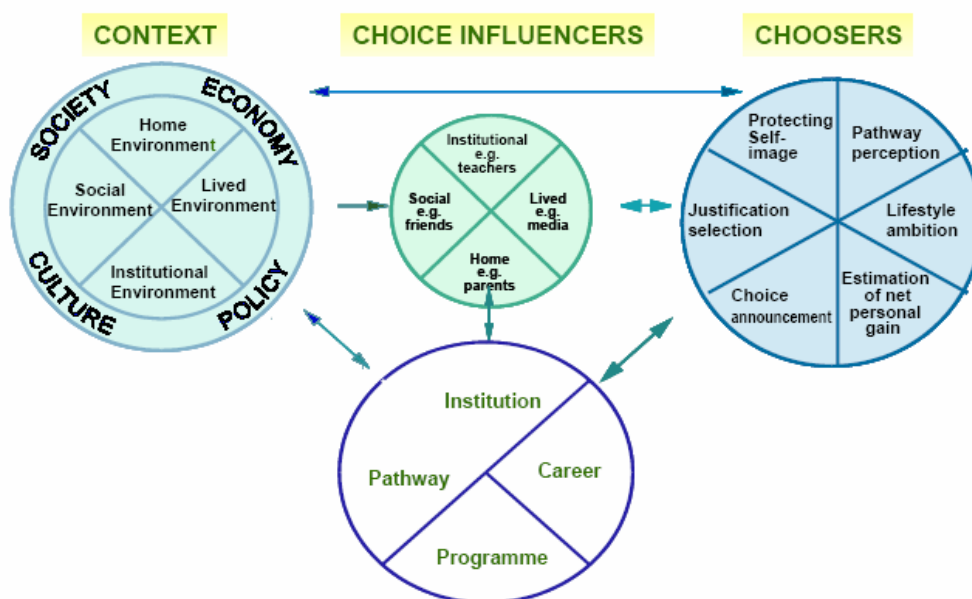 CONTEXT
CHOICE INFLUENCERS
CHOOSERS
SOCIETY
ECONOMY
CULTURE
POLICY
Home
Environment
Social
Environment
Lived
Environment
Institutional
Environment
Institutional
e.g.
teachers
Social
e.g.
friends
Lived
e.g.
media
Home
e.g.
parents
Protecting
Self-
image
Pathway
perception
Justification
selection
Lifestyle
ambition
Choice
announcement
Estimation
of net
personal
gain
Institution
Pathway
Career
Programme